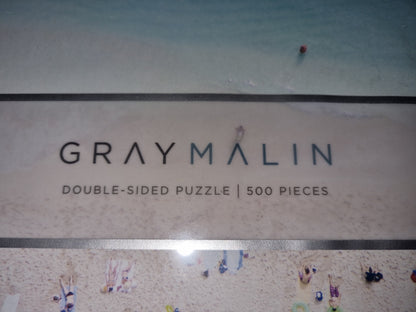 GRAYMALIN
DOUBLE-SIDED PUZZLE | 500 PIECES